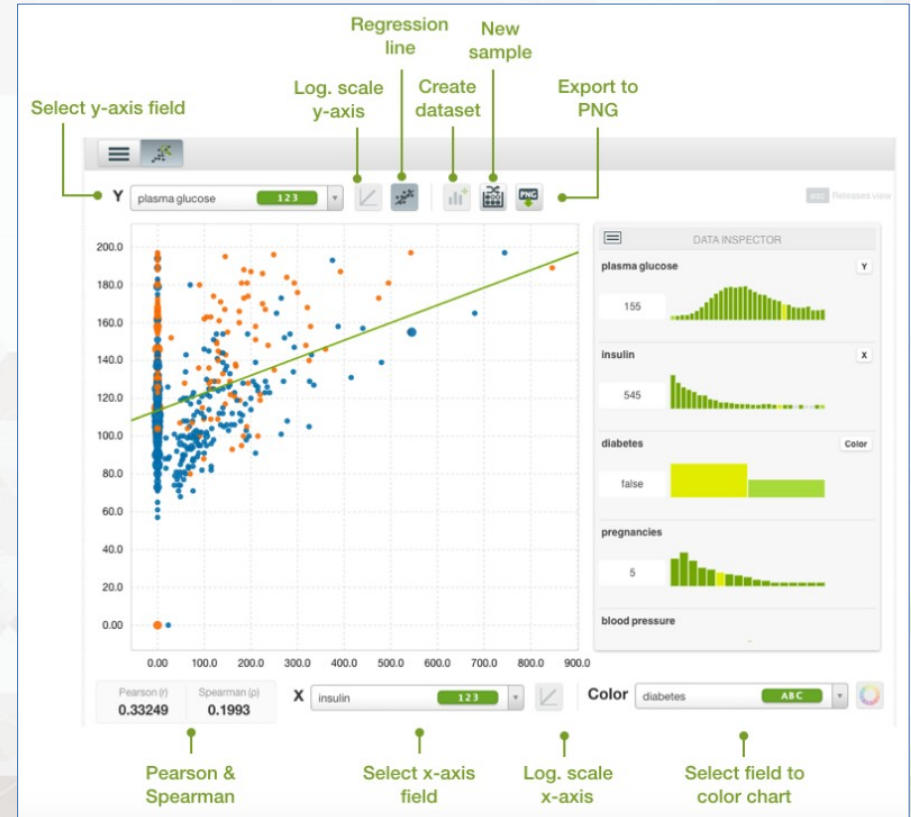 Regression
line
New
sample
Select y-axis field
Log. scale
y-axis
Create
dataset
Export to
PNG
Y plasma glucose 123
PNG
esc Releases view
DATA INSPECTOR
plasma glucose Y
155
insulin X
545
diabetes Color
false
pregnancies
5
blood pressure
200.0
180.0
160.0
140.0
120.0
100.0
80.0
60.0
40.0
20.0
0.00
0.00 100.0 200.0 300.0 400.0 500.0 600.0 700.0 800.0 900.0
Pearson (r) Spearman (ρ)
0.33249 0.1993
X insulin 123
Color diabetes ABC
Pearson &
Spearman
Select x-axis
field
Log. scale
x-axis
Select field to
color chart